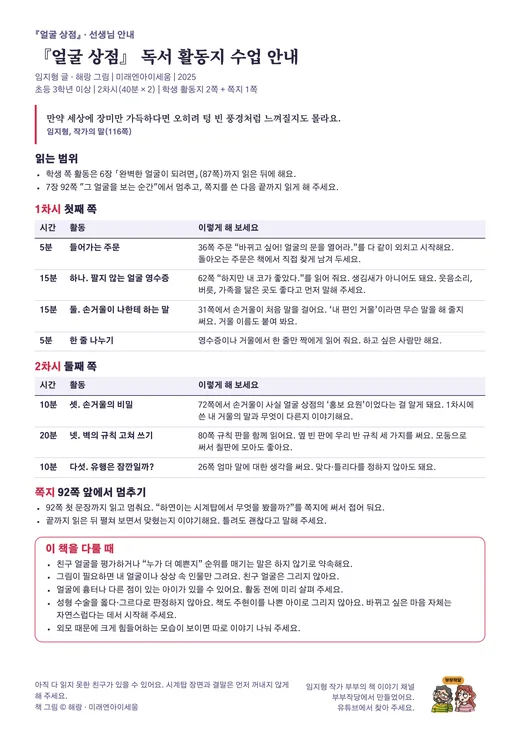 『얼굴 상점』 · 선생님 안내
『얼굴 상점』 독서 활동지 수업 안내
임지형 글 · 해랑 그림 | 미래엔아이세움 | 2025
초등 3학년 이상 | 2차시(40분 × 2) | 학생 활동지 2쪽 + 쪽지 1쪽
만약 세상에 장미만 가득하다면 오히려 텅 빈 풍경처럼 느껴질지도 몰라요.
임지형, 작가의 말(116쪽)
읽는 범위
• 학생 쪽 활동은 6장 「완벽한 얼굴이 되려면」(87쪽)까지 읽은 뒤에 해요.
• 7장 92쪽 “그 얼굴을 보는 순간”에서 멈추고, 쪽지를 쓴 다음 끝까지 읽게 해 주세요.
1차시 첫째 쪽
시간 활동 이렇게 해 보세요
5분 들어가는 주문 36쪽 주문 “바뀌고 싶어! 얼굴의 문을 열어라.”를 다 같이 외치고 시작해요.
돌아오는 주문은 책에서 직접 찾게 남겨 두세요.
15분 하나. 팔지 않는 얼굴 영수증 62쪽 “하지만 내 코가 좋았다.”를 읽어 줘요. 생김새가 아니어도 돼요. 웃음소리,
버릇, 가족을 닮은 곳도 좋다고 먼저 말해 주세요.
15분 둘. 손거울이 나한테 하는 말 31쪽에서 손거울이 처음 말을 걸어요. ‘내 편인 거울’이라면 무슨 말을 해 줄지
써요. 거울 이름도 붙여 봐요.
5분 한 줄 나누기 영수증이나 거울에서 한 줄만 짝에게 읽어 줘요. 하고 싶은 사람만 해요.
2차시 둘째 쪽
시간 활동 이렇게 해 보세요
10분 셋. 손거울의 비밀 72쪽에서 손거울이 사실 얼굴 상점의 ‘홍보 요원’이었다는 걸 알게 돼요. 1차시에
쓴 내 거울의 말과 무엇이 다른지 이야기해요.
20분 넷. 벽의 규칙 고쳐 쓰기 80쪽 규칙 판을 함께 읽어요. 옆 빈 판에 우리 반 규칙 세 가지를 써요. 모둠으로
써서 칠판에 모아도 좋아요.
10분 다섯. 유행은 잠깐일까? 26쪽 엄마 말에 대한 생각을 써요. 맞다·틀리다를 정하지 않아도 돼요.
쪽지 92쪽 앞에서 멈추기
• 92쪽 첫 문장까지 읽고 멈춰요. “하연이는 시계탑에서 무엇을 봤을까?”를 쪽지에 써서 접어 둬요.
• 끝까지 읽은 뒤 펼쳐 보면서 맞혔는지 이야기해요. 틀려도 괜찮다고 말해 주세요.
이 책을 다룰 때
• 친구 얼굴을 평가하거나 “누가 더 예쁜지” 순위를 매기는 말은 하지 않기로 약속해요.
• 그림이 필요하면 내 얼굴이나 상상 속 인물만 그려요. 친구 얼굴은 그리지 않아요.
• 얼굴에 흉터나 다른 점이 있는 아이가 있을 수 있어요. 활동 전에 미리 살펴 주세요.
• 성형 수술을 옳다·그르다로 판정하지 않아요. 책도 주현이를 나쁜 아이로 그리지 않아요. 바뀌고 싶은 마음 자체는
자연스럽다는 데서 시작해 주세요.
• 외모 때문에 크게 힘들어하는 모습이 보이면 따로 이야기 나눠 주세요.
아직 다 읽지 못한 친구가 있을 수 있어요. 시계탑 장면과 결말은 먼저 꺼내지 않게
해 주세요.
책 그림 © 해랑 · 미래엔아이세움
임지형 작가 부부의 책 이야기 채널
부부작당에서 만들었어요.
유튜브에서 찾아 주세요.
부부작당